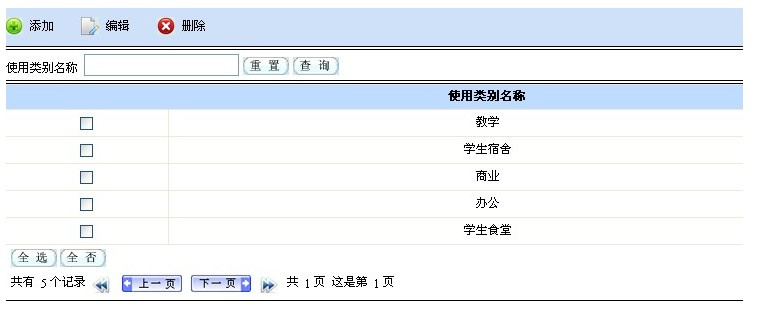 添加 编辑 删除
使用类别名称 重 置 查 询
使用类别名称
教学
学生宿舍
商业
办公
学生食堂
全 选 全 否
共有 5个记录 上一页 下一页 共 1页 这是第 1页